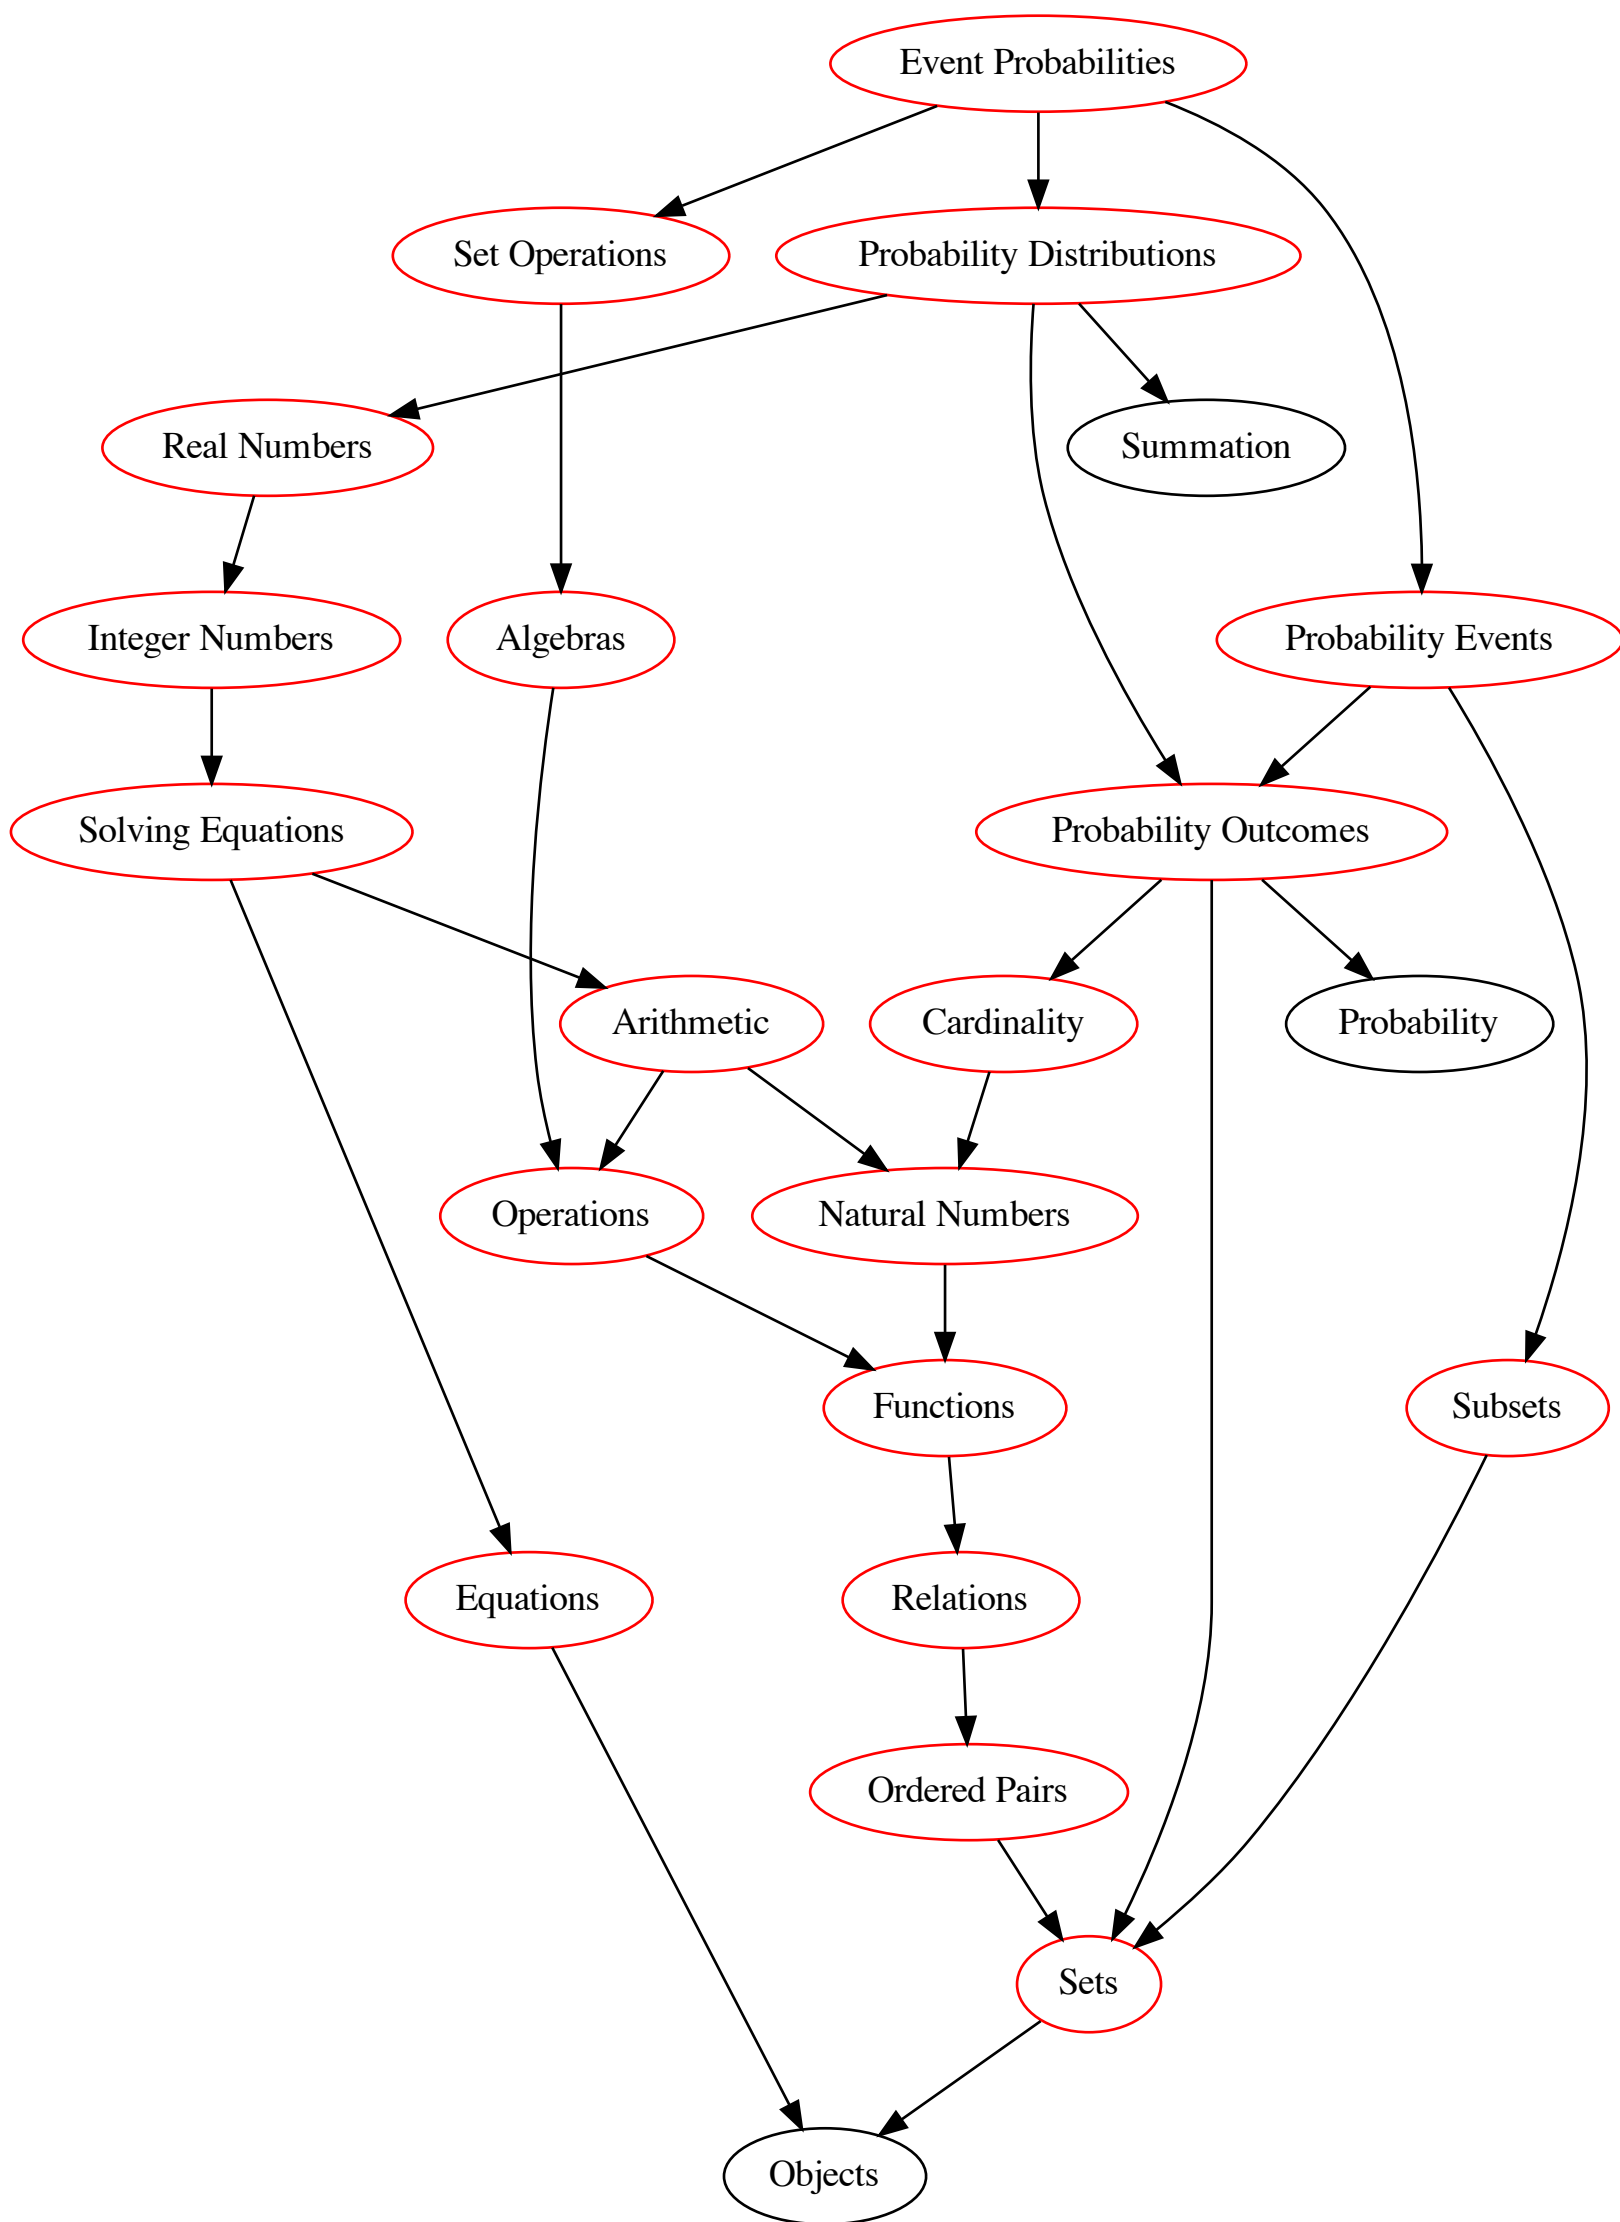 Event Probabilities
Set Operations
Probability Distributions
Real Numbers
Summation
Integer Numbers
Algebras
Probability Events
Solving Equations
Probability Outcomes
Arithmetic
Cardinality
Probability
Operations
Natural Numbers
Functions
Subsets
Equations
Relations
Ordered Pairs
Sets
Objects